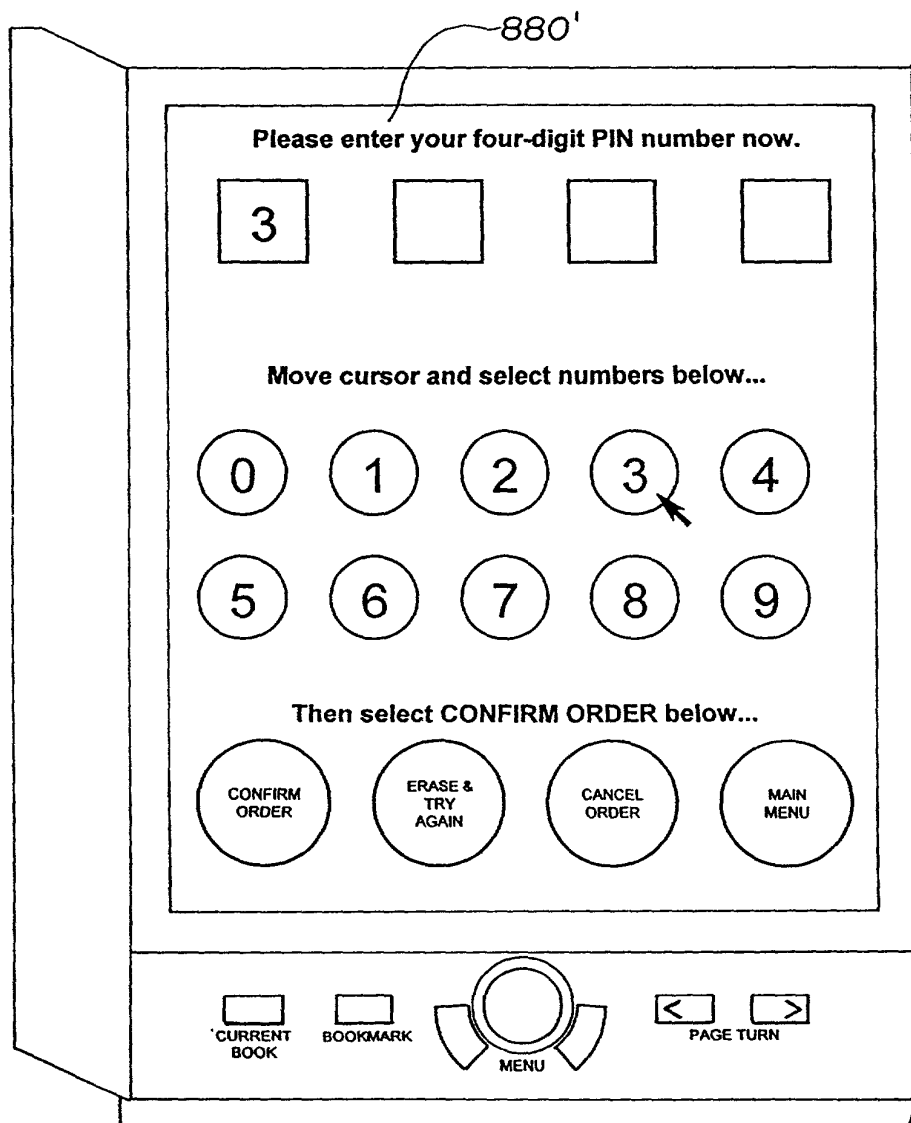 880'
Please enter your four-digit PIN number now.
3
Move cursor and select numbers below...
0 1 2 3 4
5 6 7 8 9
Then select CONFIRM ORDER below...
CONFIRM
ORDER
ERASE &
TRY
AGAIN
CANCEL
ORDER
MAIN
MENU
CURRENT
BOOK
BOOKMARK
MENU
< >
PAGE TURN